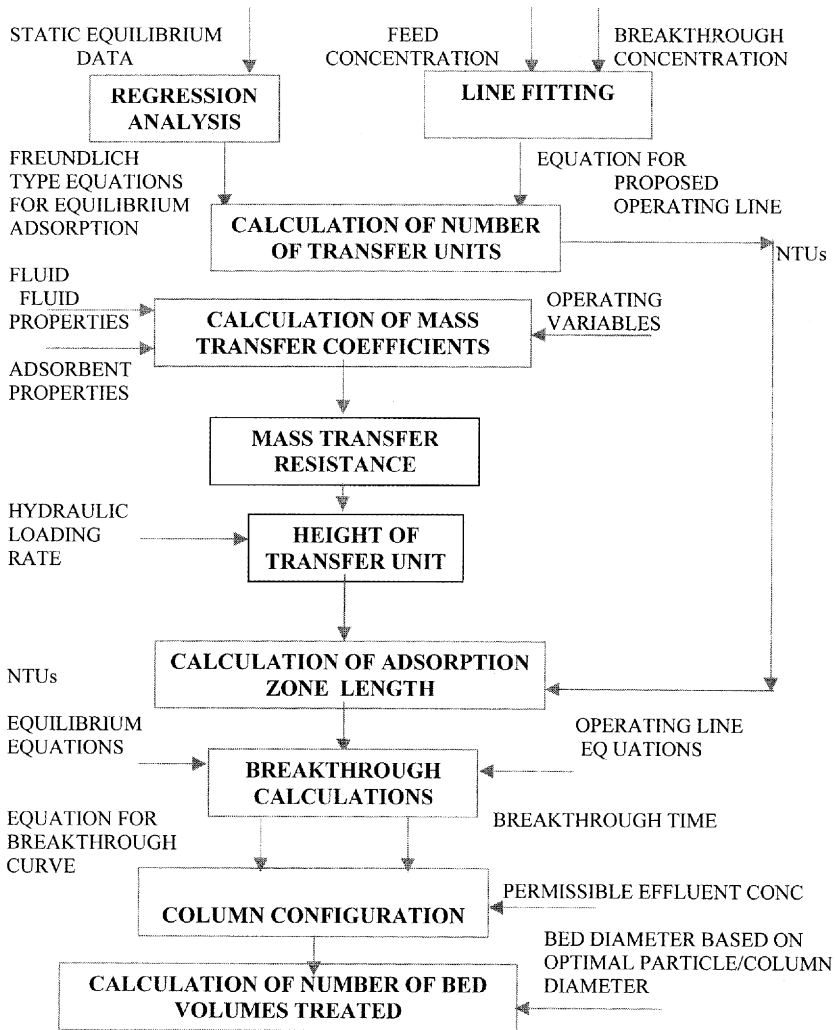 STATIC EQUILIBRIUM
DATA
FEED
CONCENTRATION
BREAKTHROUGH
CONCENTRATION
REGRESSION
ANALYSIS
LINE FITTING
FREUNDLICH
TYPE EQUATIONS
FOR EQUILIBRIUM
ADSORPTION
EQUATION FOR
PROPOSED
OPERATING LINE
CALCULATION OF NUMBER
OF TRANSFER UNITS
NTUs
FLUID
FLUID
PROPERTIES
CALCULATION OF MASS
TRANSFER COEFFICIENTS
OPERATING
VARIABLES
ADSORBENT
PROPERTIES
MASS TRANSFER
RESISTANCE
HYDRAULIC
LOADING
RATE
HEIGHT OF
TRANSFER UNIT
CALCULATION OF ADSORPTION
ZONE LENGTH
NTUs
EQUILIBRIUM
EQUATIONS
OPERATING LINE
EQ UATIONS
BREAKTHROUGH
CALCULATIONS
EQUATION FOR
BREAKTHROUGH
CURVE
BREAKTHROUGH TIME
COLUMN CONFIGURATION
PERMISSIBLE EFFLUENT CONC
BED DIAMETER BASED ON
OPTIMAL PARTICLE/COLUMN
DIAMETER
CALCULATION OF NUMBER OF BED
VOLUMES TREATED